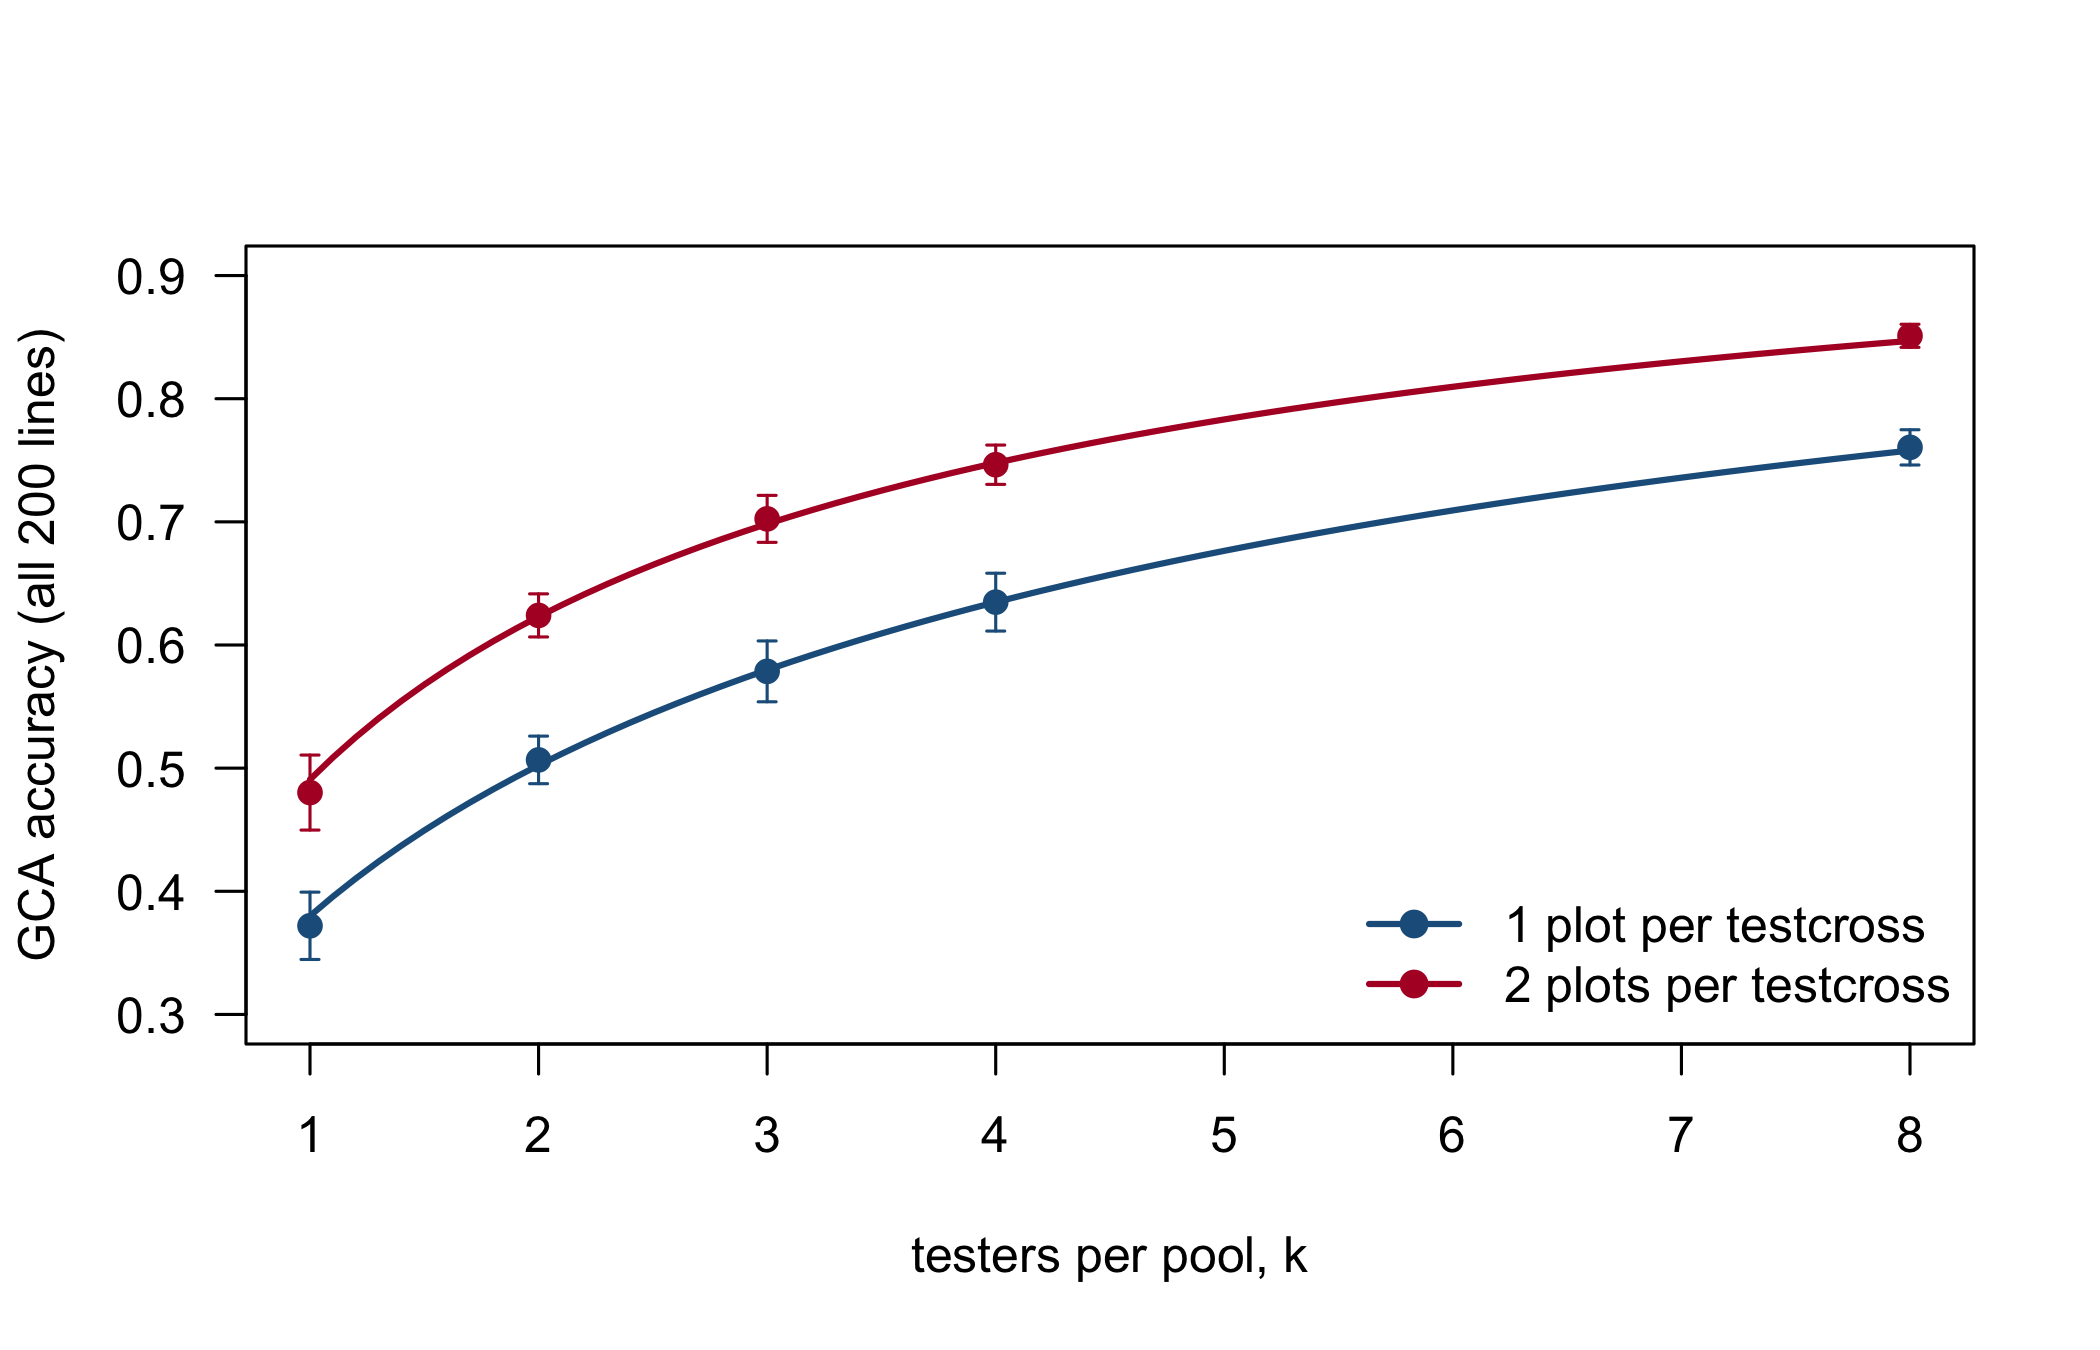 GCA accuracy (all 200 lines)
0.9
0.8
0.7
0.6
0.5
0.4
0.3
1 plot per testcross
2 plots per testcross
1 2 3 4 5 6 7 8
testers per pool, k